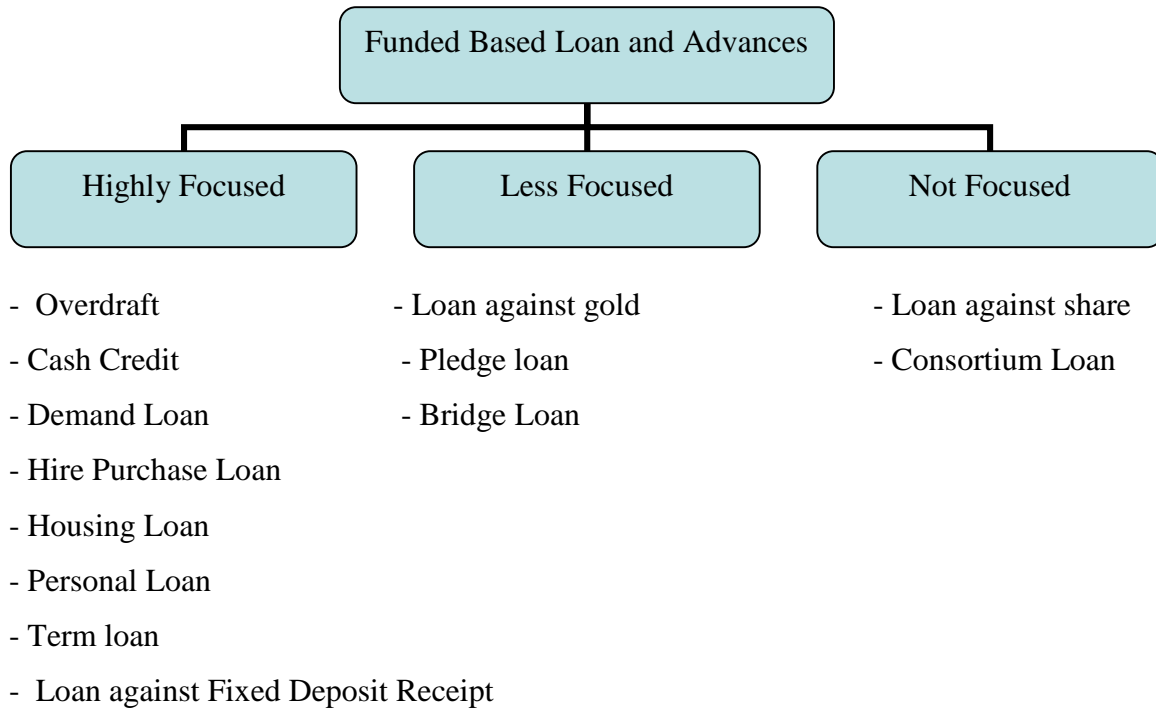 Funded Based Loan and Advances
Highly Focused
- Overdraft
- Cash Credit
- Demand Loan
- Hire Purchase Loan
- Housing Loan
- Personal Loan
- Term loan
- Loan against Fixed Deposit Receipt
Less Focused
- Loan against gold
- Pledge loan
- Bridge Loan
Not Focused
- Loan against share
- Consortium Loan